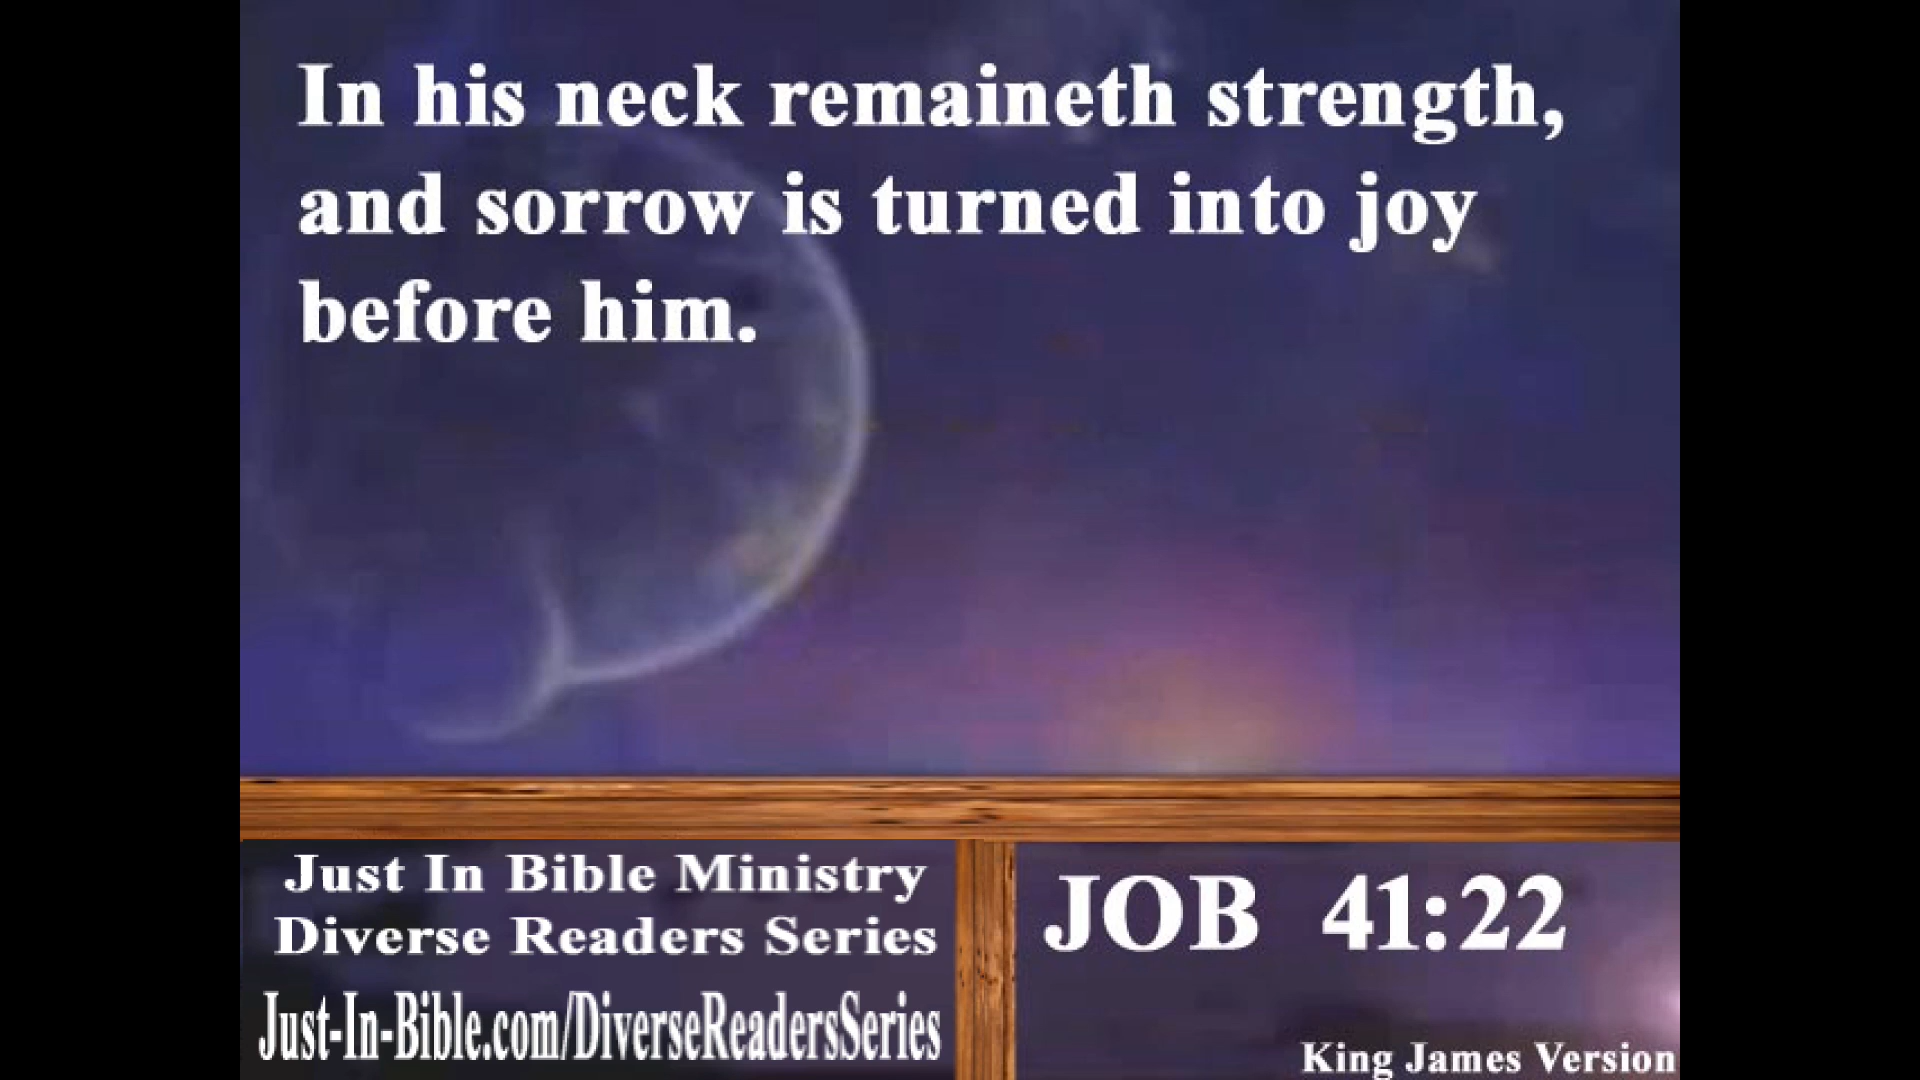 In his neck remaineth strength,
and sorrow is turned into joy
before him.
Just In Bible Ministry
Diverse Readers Series
Just-In-Bible.com/DiverseReadersSeries
JOB 41:22
King James Version